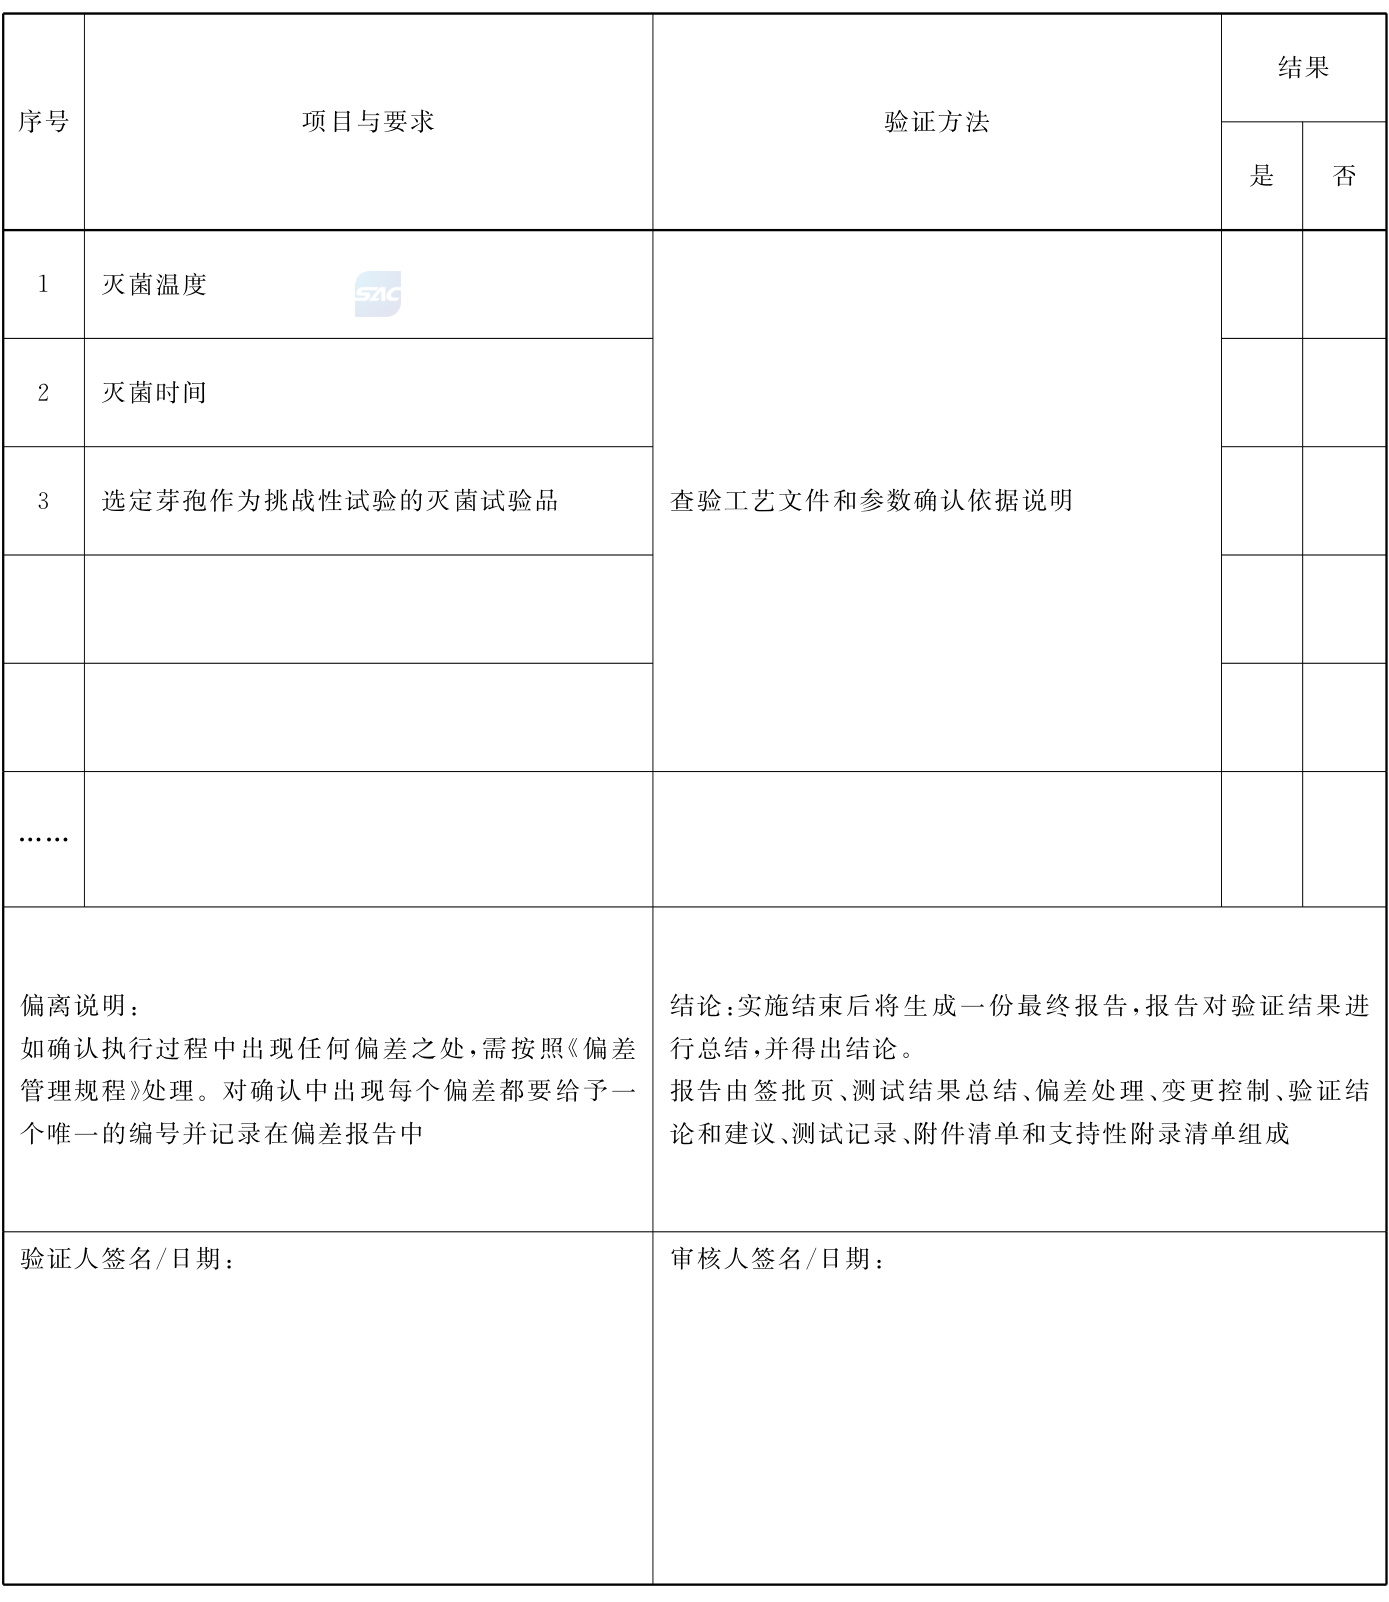 序号
项目与要求
验证方法
结果
是
否
1
灭菌温度
SAC
2
灭菌时间
3
选定芽孢作为挑战性试验的灭菌试验品
查验工艺文件和参数确认依据说明
……
偏离说明:
如确认执行过程中出现任何偏差之处,需按照《偏差
管理规程》处理。对确认中出现每个偏差都要给予一
个唯一的编号并记录在偏差报告中
结论:实施结束后将生成一份最终报告,报告对验证结果进
行总结,并得出结论。
报告由签批页、测试结果总结、偏差处理、变更控制、验证结
论和建议、测试记录、附件清单和支持性附录清单组成
验证人签名/日期:
审核人签名/日期: